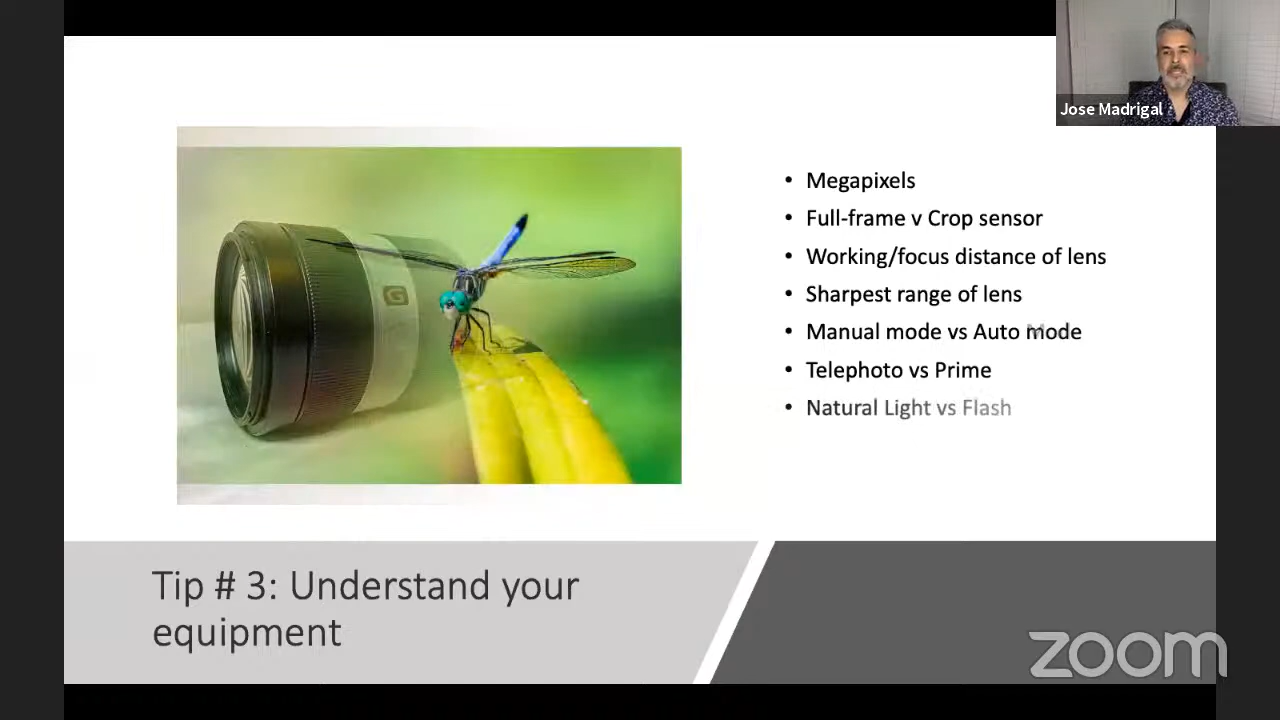 Jose Madrigal
G
• Megapixels
• Full-frame v Crop sensor
• Working/focus distance of lens
• Sharpest range of lens
• Manual mode vs Auto mode
• Telephoto vs Prime
• Natural Light vs Flash
Tip # 3: Understand your
equipment
zoom